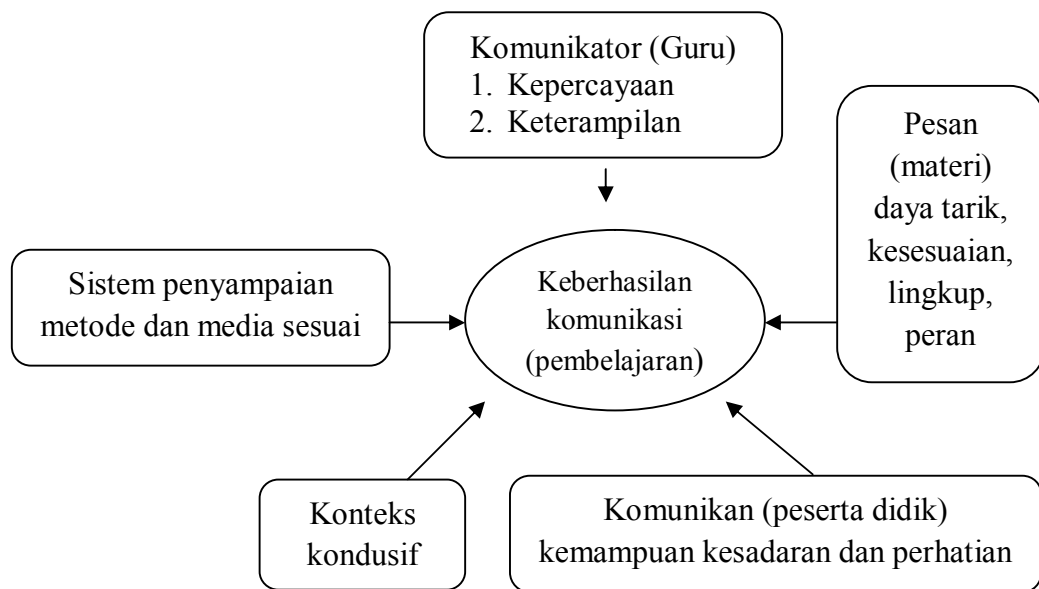 Komunikator (Guru)
1. Kepercayaan
2. Keterampilan
Pesan
(materi)
daya tarik,
kesesuaian,
lingkup,
peran
Sistem penyampaian
metode dan media sesuai
Keberhasilan
komunikasi
(pembelajaran)
Konteks
kondusif
Komunikan (peserta didik)
kemampuan kesadaran dan perhatian